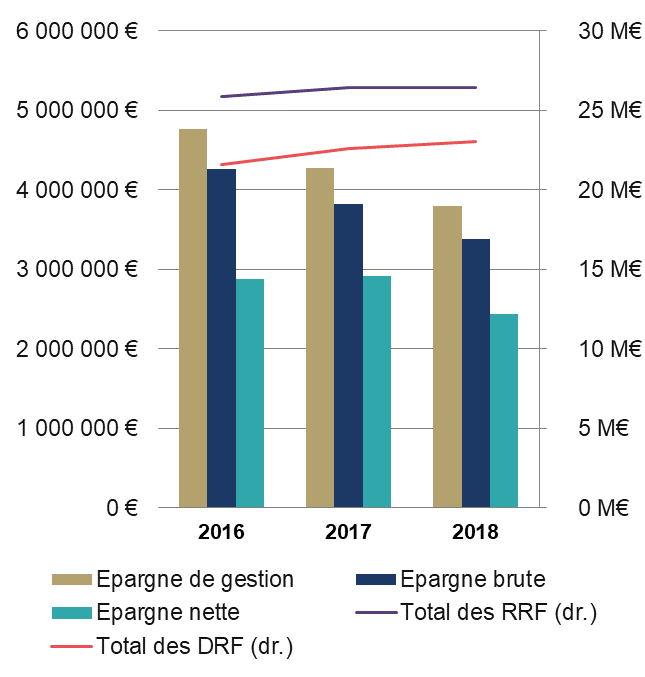 6 000 000 € 30 M€
5 000 000 € 25 M€
4 000 000 € 20 M€
3 000 000 € 15 M€
2 000 000 € 10 M€
1 000 000 € 5 M€
0 € 0 M€
2016 2017 2018
Epargne de gestion Epargne brute
Epargne nette Total des RRF (dr.)
Total des DRF (dr.)